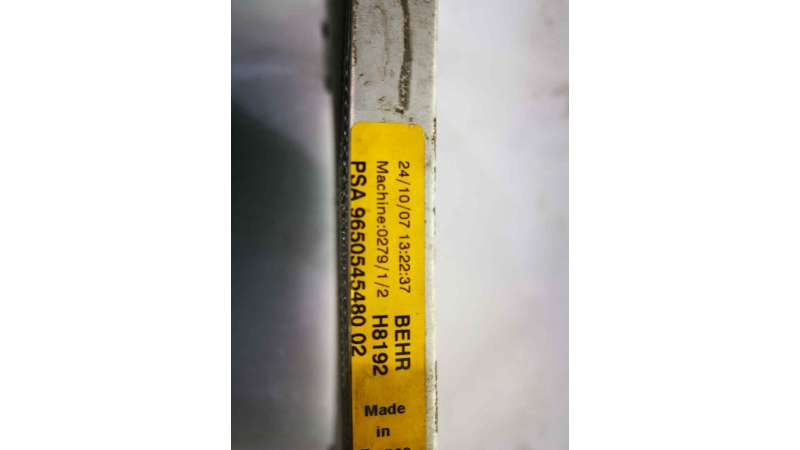 24/10/07 13:22:37 BEHR
Machine:0279/1/2 H8192
PSA 9650545480 02
Made
in